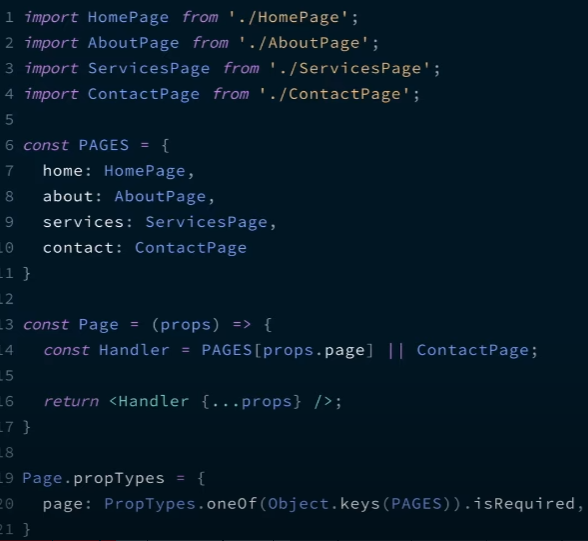 1 import HomePage from './HomePage';
2 import AboutPage from './AboutPage';
3 import ServicesPage from './ServicesPage';
4 import ContactPage from './ContactPage';
5
6 const PAGES = {
7   home: HomePage,
8   about: AboutPage,
9   services: ServicesPage,
10   contact: ContactPage
11 }
12
13 const Page = (props) => {
14   const Handler = PAGES[props.page] || ContactPage;
15
16   return <Handler {...props} />;
17 }
18
19 Page.propTypes = {
20   page: PropTypes.oneOf(Object.keys(PAGES)).isRequired,
21 }